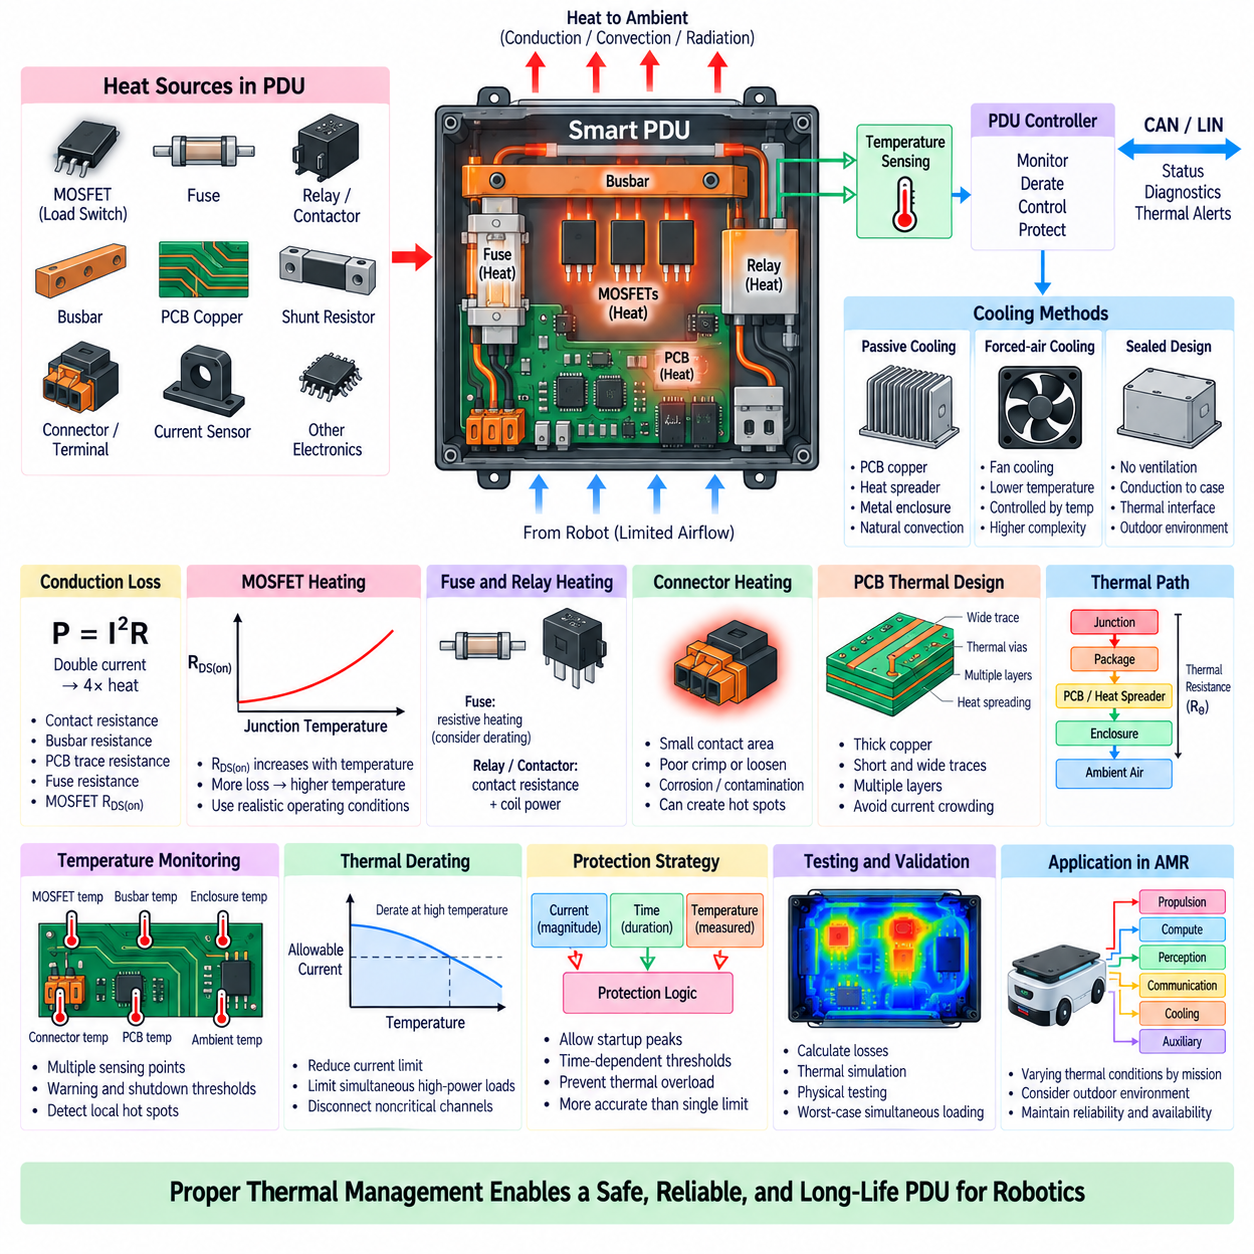 Heat to Ambient
(Conduction / Convection / Radiation)
Heat Sources in PDU
MOSFET
(Load Switch)
Fuse
Relay /
Contactor
Busbar
PCB Copper
Shunt Resistor
Connector /
Terminal
Current Sensor
Other
Electronics
Smart PDU
Busbar
Fuse
(Heat)
MOSFETs
(Heat)
Relay
(Heat)
PCB
(Heat)
From Robot (Limited Airflow)
Temperature
Sensing
PDU Controller
Monitor
Derate
Control
Protect
CAN / LIN
Status
Diagnostics
Thermal Alerts
Cooling Methods
Passive Cooling
• PCB copper
• Heat spreader
• Metal enclosure
• Natural convection
Forced-air Cooling
• Fan cooling
• Lower temperature
• Controlled by temp
• Higher complexity
Sealed Design
• No ventilation
• Conduction to case
• Thermal interface
• Outdoor environment
Conduction Loss
P = I²R
Double current
→ 4× heat
• Contact resistance
• Busbar resistance
• PCB trace resistance
• Fuse resistance
• MOSFET RDS(on)
MOSFET Heating
RDS(on)
Junction Temperature
• RDS(on) increases with temperature
• More loss → higher temperature
• Use realistic operating conditions
Fuse and Relay Heating
Fuse:
resistive heating
(consider derating)
Relay / Contactor:
contact resistance
+ coil power
Connector Heating
• Small contact area
• Poor crimp or loosen
• Corrosion / contamination
• Can create hot spots
PCB Thermal Design
Wide trace
Thermal vias
Multiple layers
Heat spreading
• Thick copper
• Short and wide traces
• Multiple layers
• Avoid current crowding
Thermal Path
Junction
Package
PCB / Heat Spreader
Enclosure
Ambient Air
Thermal
Resistance
(Rθ)
Temperature Monitoring
MOSFET temp
Busbar temp
Enclosure temp
Connector temp
PCB temp
Ambient temp
• Multiple sensing points
• Warning and shutdown thresholds
• Detect local hot spots
Thermal Derating
Derate at high temperature
Allowable
Current
Temperature
• Reduce current limit
• Limit simultaneous high-power loads
• Disconnect noncritical channels
Protection Strategy
Current
(magnitude)
Time
(duration)
Temperature
(measured)
Protection Logic
• Allow startup peaks
• Time-dependent thresholds
• Prevent thermal overload
• More accurate than single limit
Testing and Validation
• Calculate losses
• Thermal simulation
• Physical testing
• Worst-case simultaneous loading
Application in AMR
Propulsion
Compute
Perception
Communication
Cooling
Auxiliary
• Varying thermal conditions by mission
• Consider outdoor environment
• Maintain reliability and availability
Proper Thermal Management Enables a Safe, Reliable, and Long-Life PDU for Robotics